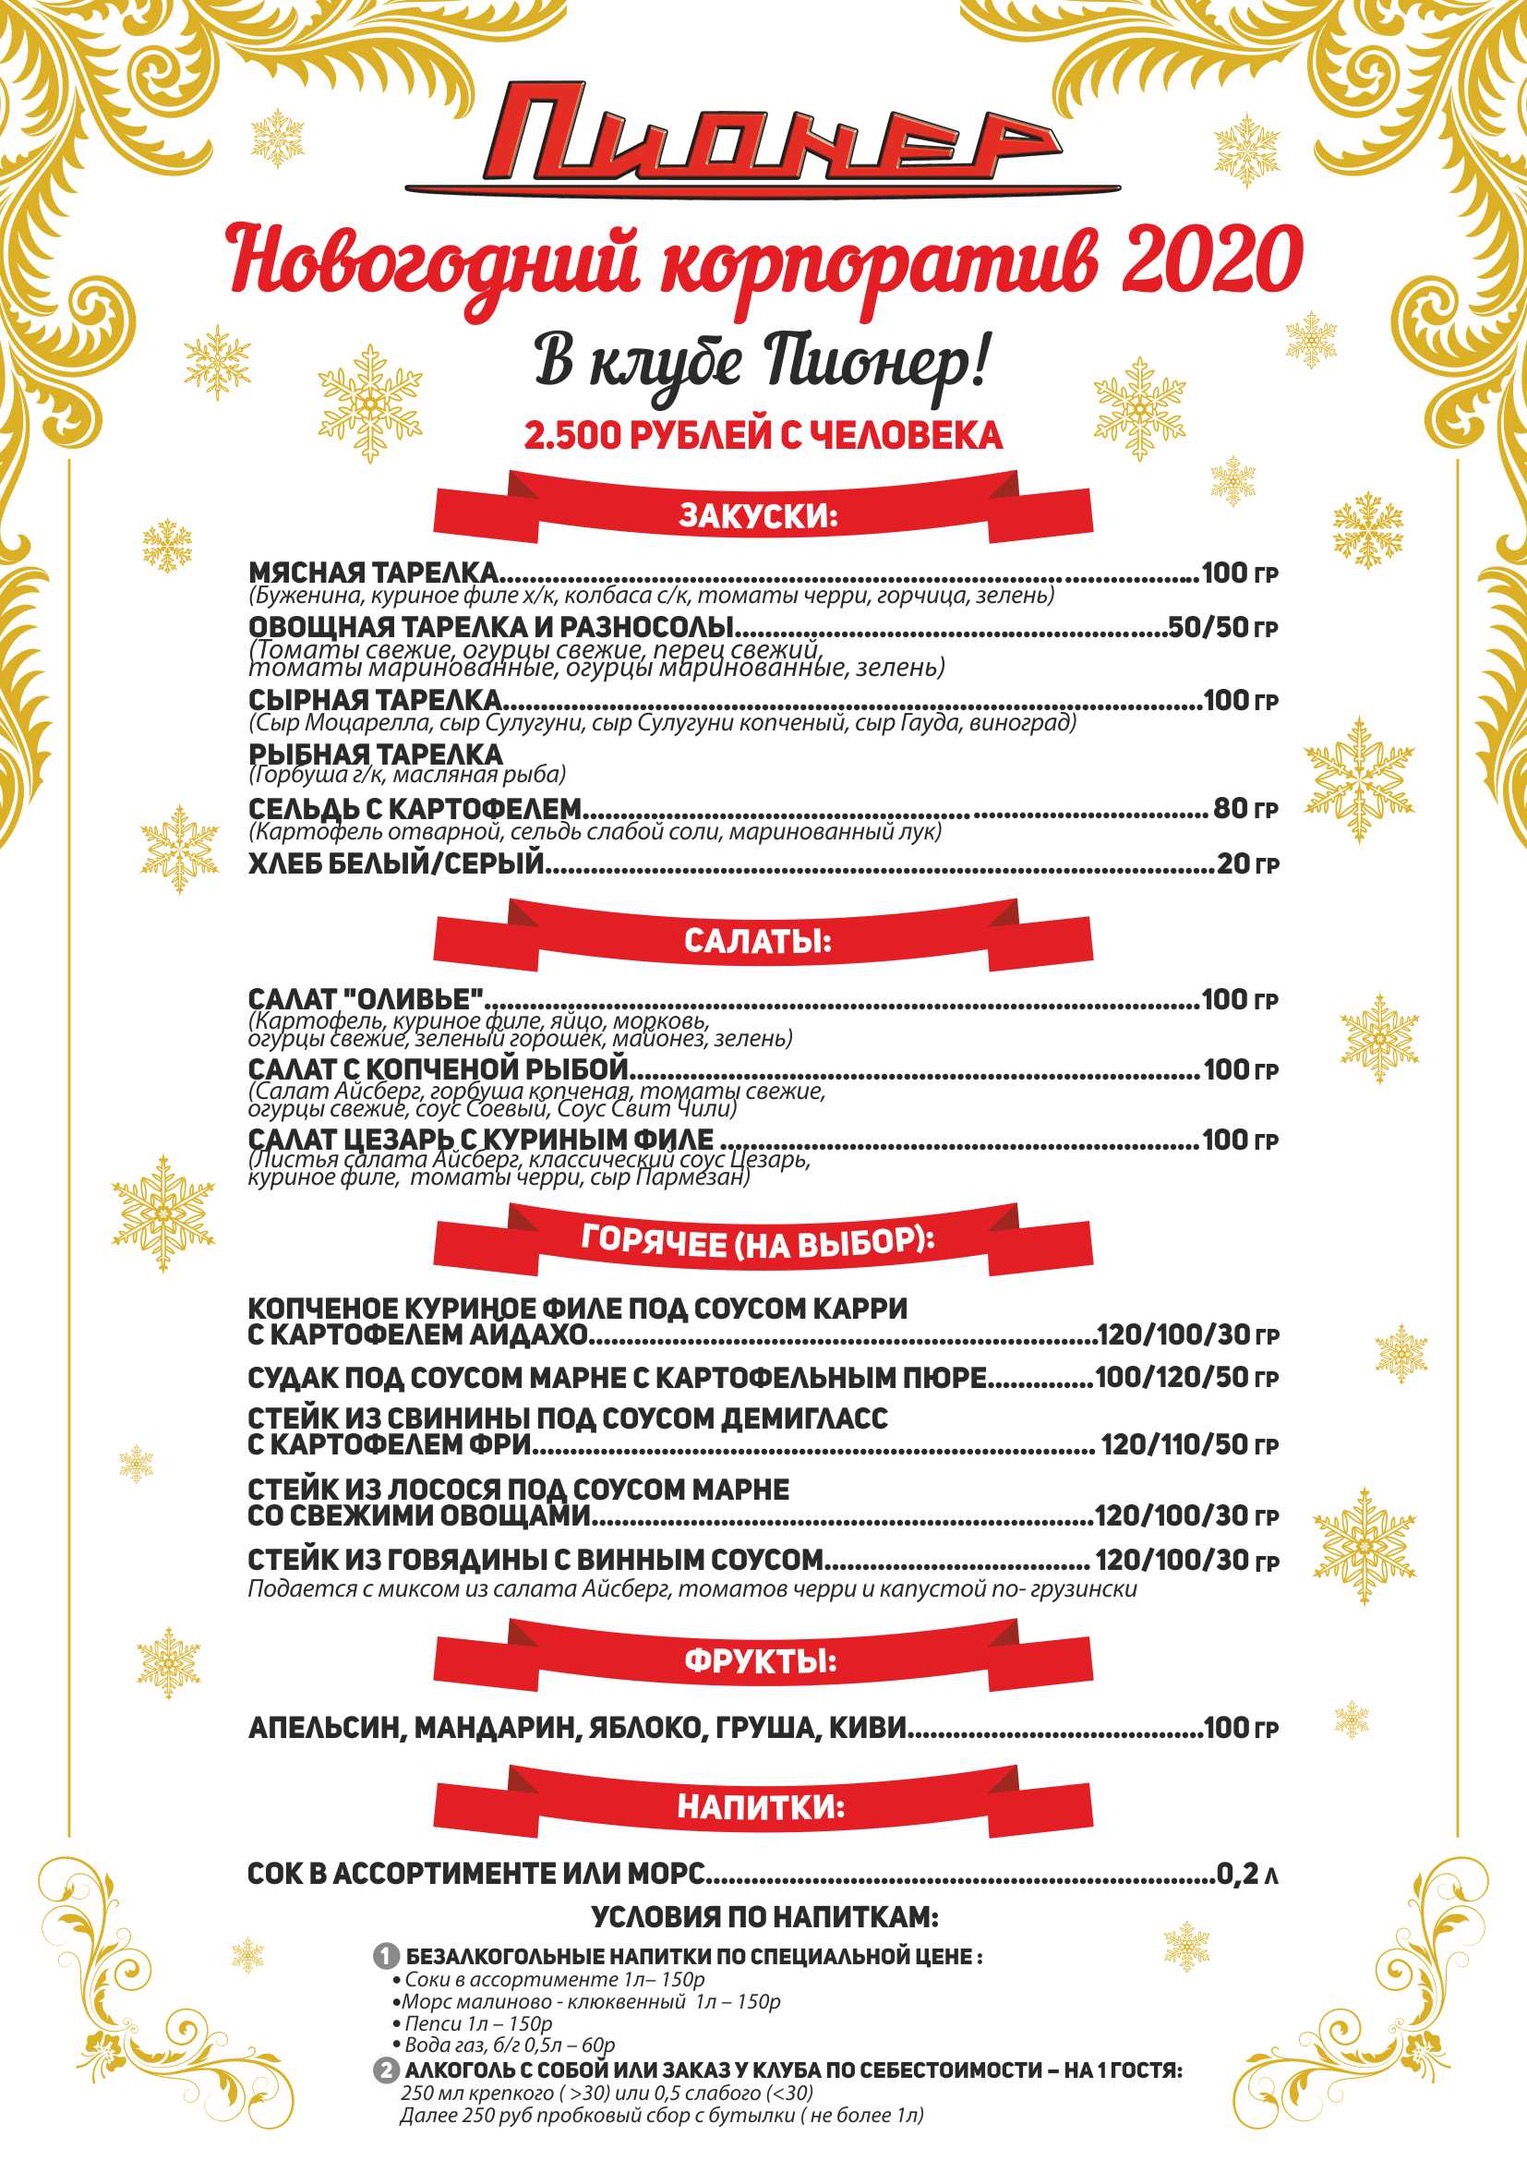 Пионер
Новогодний корпоратив 2020
В клубе Пионер!
2.500 РУБЛЕЙ С ЧЕЛОВЕКА
ЗАКУСКИ:
МЯСНАЯ ТАРЕЛКА........................................................................................100 ГР
(Буженина, куриное филе х/к, колбаса с/к, томаты черри, горчица, зелень)
ОВОЩНАЯ ТАРЕЛКА И РАЗНОСОЛЫ.......................................................50/50 ГР
(Томаты свежие, огурцы свежие, перец свежий,
томаты маринованные, огурцы маринованные, зелень)
СЫРНАЯ ТАРЕЛКА........................................................................................100 ГР
(Сыр Моцарелла, сыр Сулугуни, сыр Сулугуни копченый, сыр Гауда, виноград)
РЫБНАЯ ТАРЕЛКА
(Горбуша г/к, масляная рыба)
СЕЛЬДЬ С КАРТОФЕЛЕМ.............................................................................. 80 ГР
(Картофель отварной, сельдь слабой соли, маринованный лук)
ХЛЕБ БЕЛЫЙ/СЕРЫЙ.....................................................................................20 ГР
САЛАТЫ:
САЛАТ "ОЛИВЬЕ"...........................................................................................100 ГР
(Картофель, куриное филе, яйцо, морковь,
огурцы свежие, зеленый горошек, майонез, зелень)
САЛАТ С КОПЧЕНОЙ РЫБОЙ........................................................................ 100 ГР
(Салат Айсберг, горбуша копченая, томаты свежие,
огурцы свежие, соус Соевый, Соус Свит Чили)
САЛАТ ЦЕЗАРЬ С КУРИНЫМ ФИЛЕ ............................................................ 100 ГР
(Листья салата Айсберг, классический соус Цезарь,
куриное филе, томаты черри, сыр Пармезан)
ГОРЯЧЕЕ (НА ВЫБОР):
КОПЧЕНОЕ КУРИНОЕ ФИЛЕ ПОД СОУСОМ КАРРИ
С КАРТОФЕЛЕМ АЙДАХО................................................................120/100/30 ГР
СУДАК ПОД СОУСОМ МАРНЕ С КАРТОФЕЛЬНЫМ ПЮРЕ..............100/120/50 ГР
СТЕЙК ИЗ СВИНИНЫ ПОД СОУСОМ ДЕМИГЛАСС
С КАРТОФЕЛЕМ ФРИ....................................................................... 120/110/50 ГР
СТЕЙК ИЗ ЛОСОСЯ ПОД СОУСОМ МАРНЕ
СО СВЕЖИМИ ОВОЩАМИ................................................................120/100/30 ГР
СТЕЙК ИЗ ГОВЯДИНЫ С ВИННЫМ СОУСОМ.................................. 120/100/30 ГР
Подается с миксом из салата Айсберг, томатов черри и капустой по- грузински
ФРУКТЫ:
АПЕЛЬСИН, МАНДАРИН, ЯБЛОКО, ГРУША, КИВИ.....................................100 ГР
НАПИТКИ:
СОК В АССОРТИМЕНТЕ ИЛИ МОРС................................................................0,2 Л
УСЛОВИЯ ПО НАПИТКАМ:
1 БЕЗАЛКОГОЛЬНЫЕ НАПИТКИ ПО СПЕЦИАЛЬНОЙ ЦЕНЕ :
• Соки в ассортименте 1л– 150р
•Морс малиново - клюквенный 1л – 150р
• Пепси 1л – 150р
• Вода газ, б/г 0,5л – 60р
2 АЛКОГОЛЬ С СОБОЙ ИЛИ ЗАКАЗ У КЛУБА ПО СЕБЕСТОИМОСТИ – НА 1 ГОСТЯ:
250 мл крепкого ( >30) или 0,5 слабого (<30)
Далее 250 руб пробковый сбор с бутылки ( не более 1л)